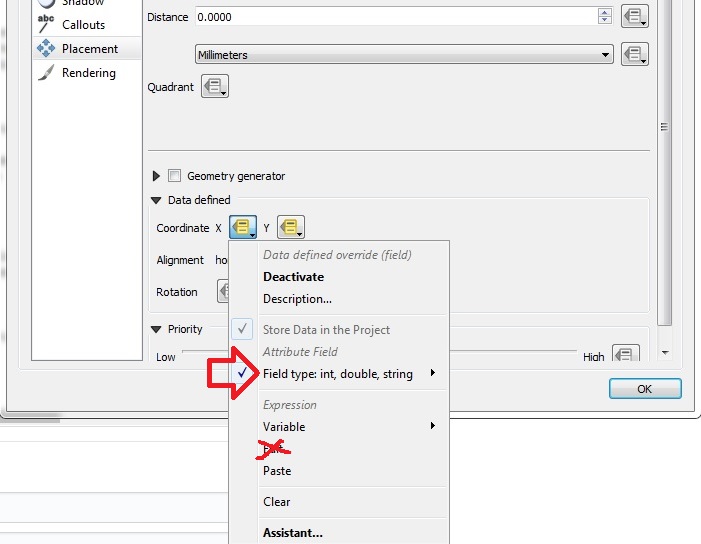 Shadow
Distance 0.0000
abc Callouts
Placement
Millimeters
Rendering
Quadrant
Geometry generator
Data defined
Coordinate X Y
Data defined override (field)
Alignment
Deactivate
Rotation
Description...
Priority
Store Data in the Project
Low High
Attribute Field
Field type: int, double, string
OK
Expression
Variable
Paste
Clear
Assistant...